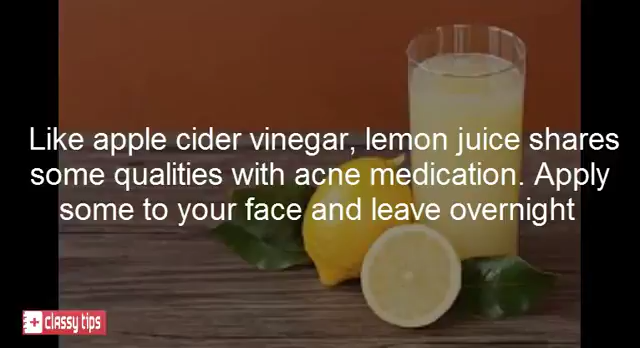 Like apple cider vinegar, lemon juice shares
some qualities with acne medication. Apply
some to your face and leave overnight
classy tips